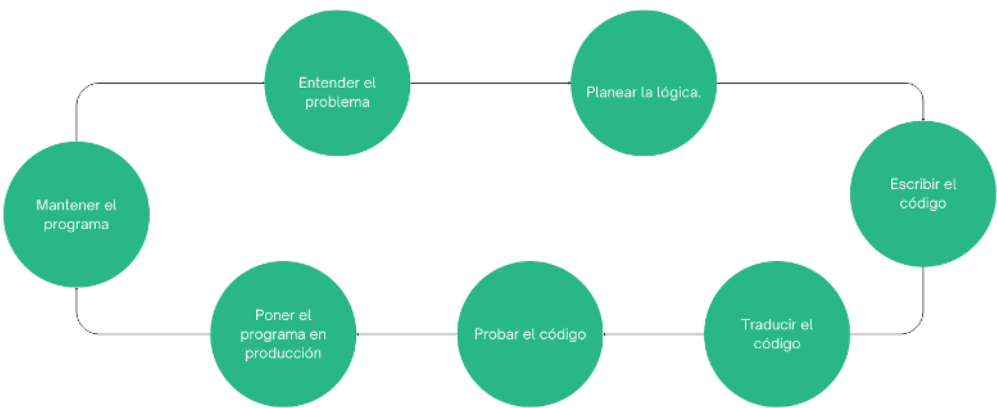 Entender el
problema
Planear la lógica.
Escribir el
código
Traducir el
código
Probar el código
Poner el
programa en
producción
Mantener el
programa